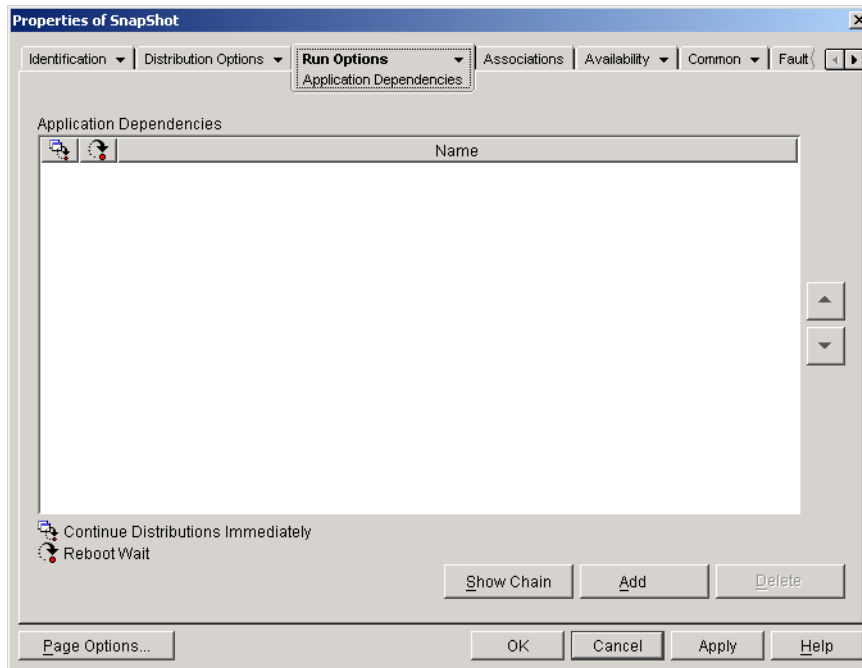 Properties of SnapShot
Identification Distribution Options Run Options Associations Availability Common Fault
Application Dependencies
Application Dependencies
Name
Continue Distributions Immediately
Reboot Wait
Show Chain Add Delete
Page Options... OK Cancel Apply Help